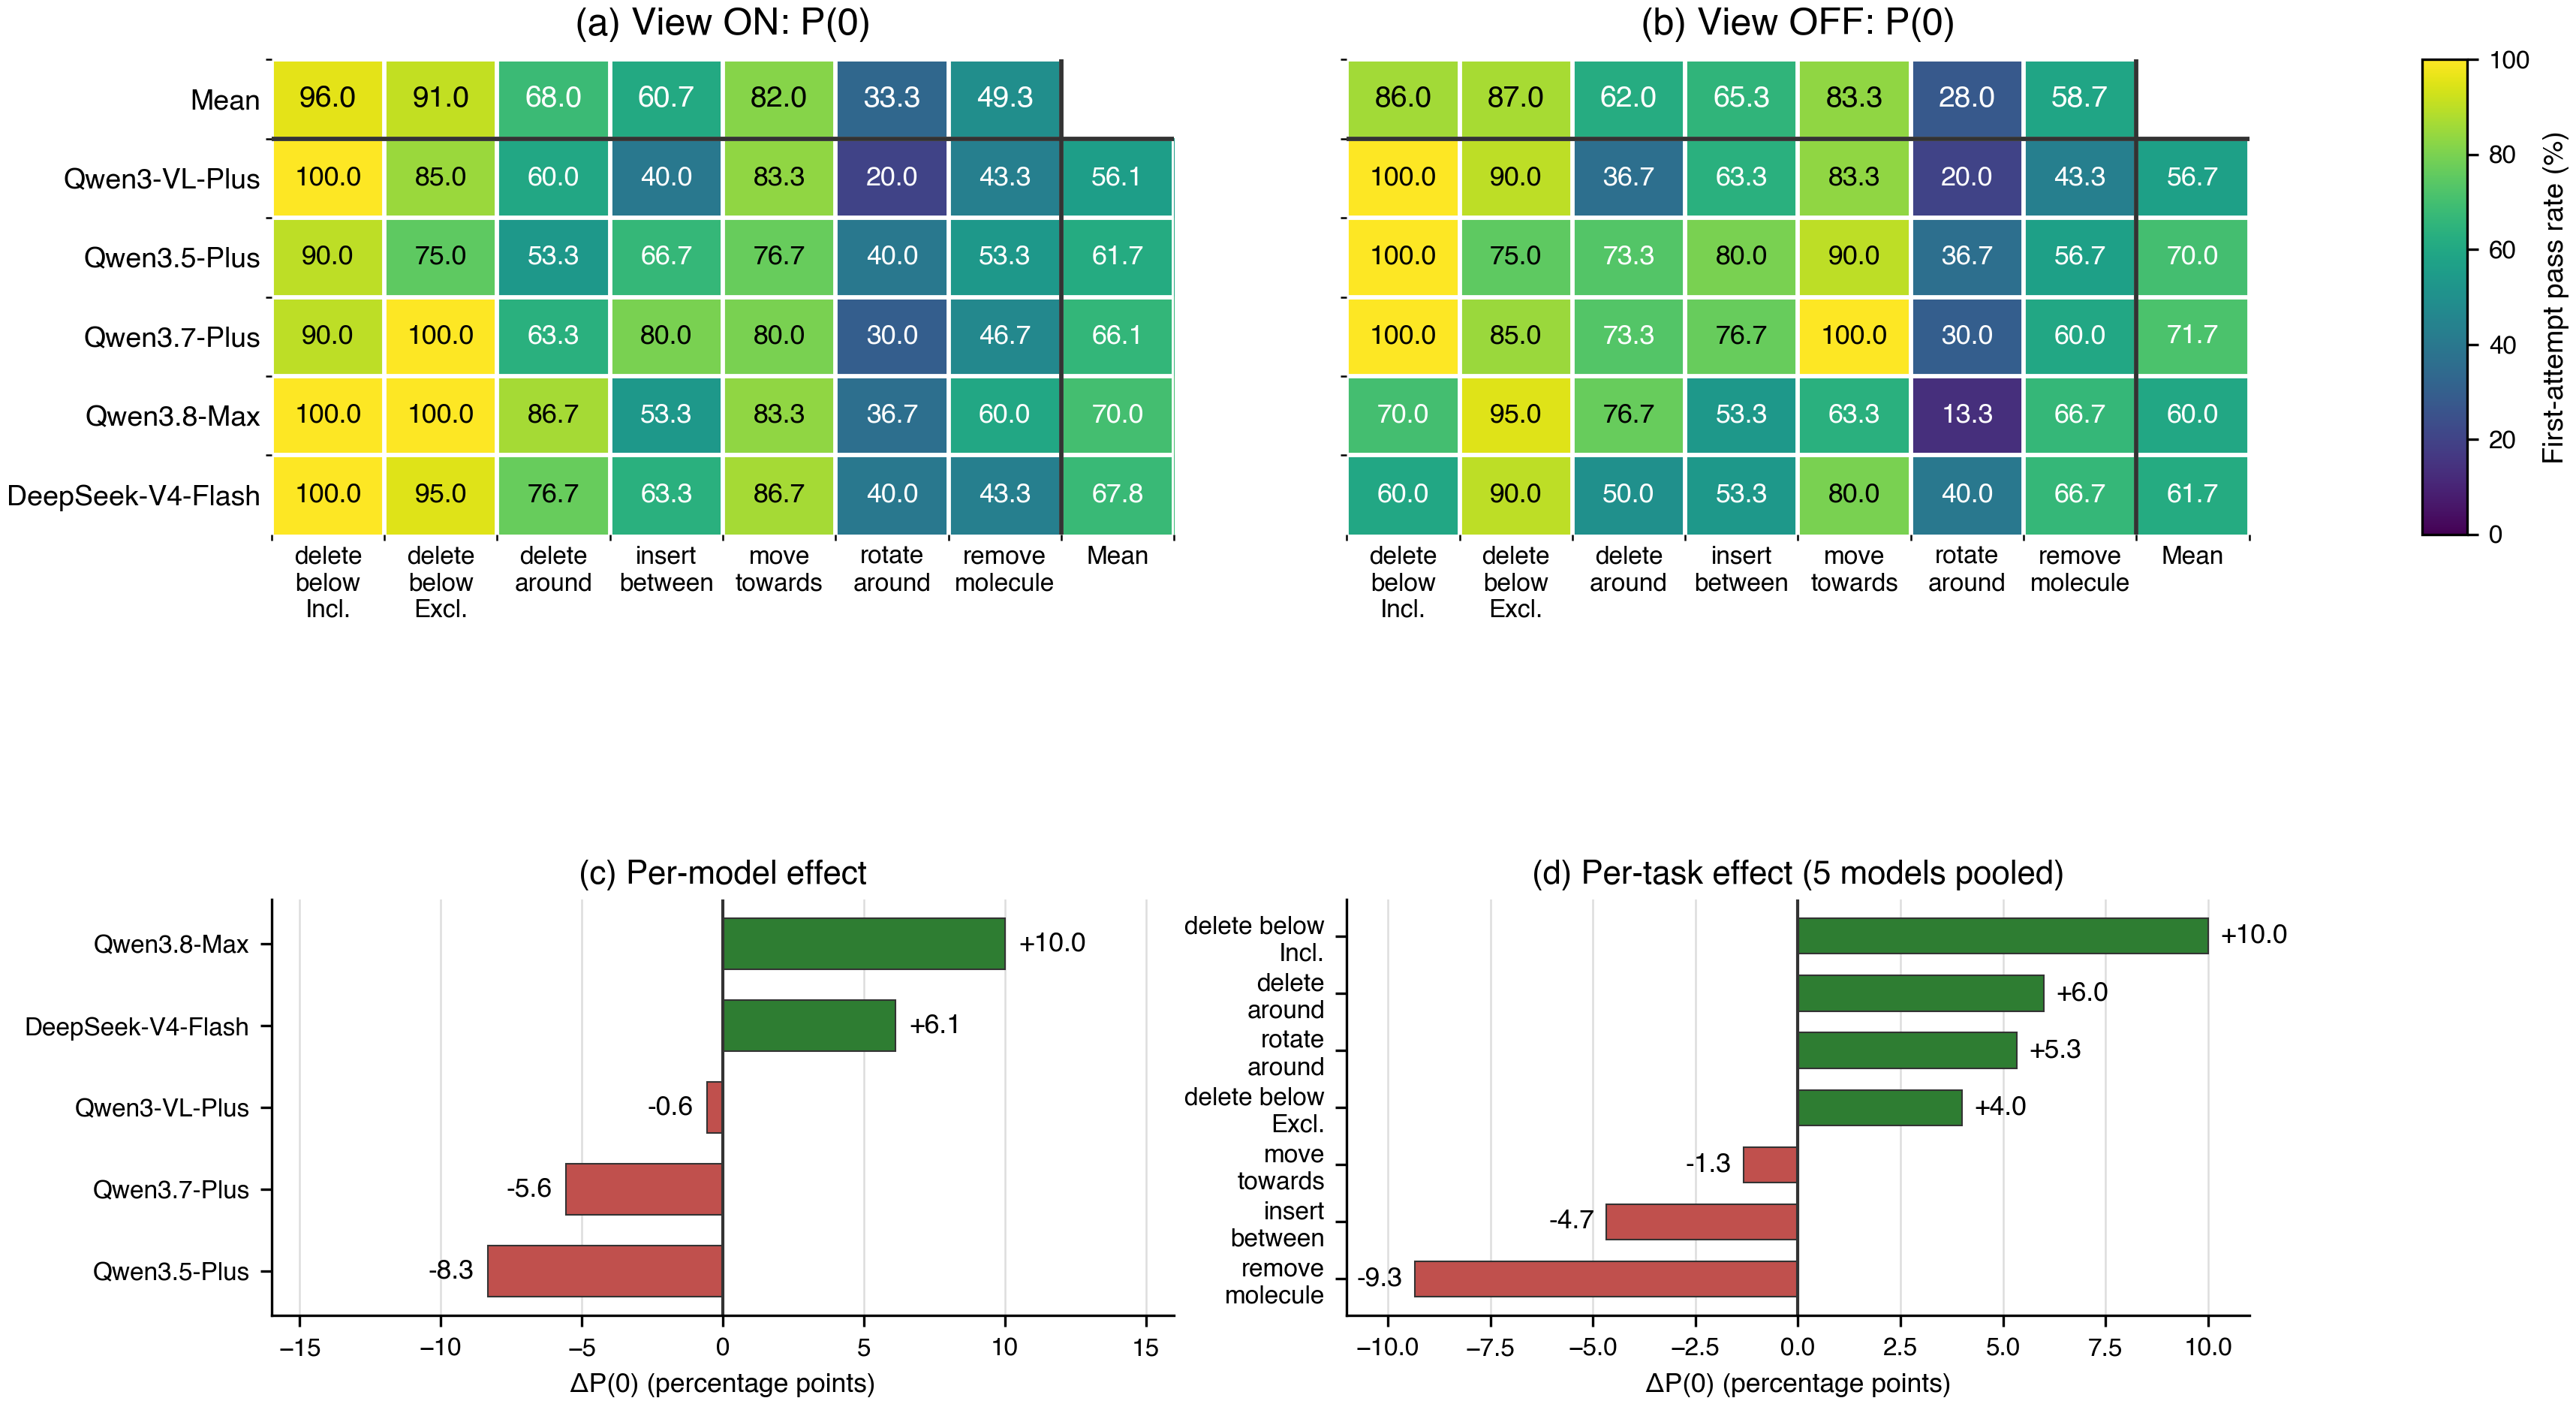 (a) View ON: P(0)
Mean 96.0 91.0 68.0 60.7 82.0 33.3 49.3
Qwen3-VL-Plus 100.0 85.0 60.0 40.0 83.3 20.0 43.3 56.1
Qwen3.5-Plus 90.0 75.0 53.3 66.7 76.7 40.0 53.3 61.7
Qwen3.7-Plus 90.0 100.0 63.3 80.0 80.0 30.0 46.7 66.1
Qwen3.8-Max 100.0 100.0 86.7 53.3 83.3 36.7 60.0 70.0
DeepSeek-V4-Flash 100.0 95.0 76.7 63.3 86.7 40.0 43.3 67.8
delete delete delete insert move rotate remove Mean
below below around between towards around molecule
Incl. Excl.
(b) View OFF: P(0)
86.0 87.0 62.0 65.3 83.3 28.0 58.7
100.0 90.0 36.7 63.3 83.3 20.0 43.3 56.7
100.0 75.0 73.3 80.0 90.0 36.7 56.7 70.0
100.0 85.0 73.3 76.7 100.0 30.0 60.0 71.7
70.0 95.0 76.7 53.3 63.3 13.3 66.7 60.0
60.0 90.0 50.0 53.3 80.0 40.0 66.7 61.7
delete delete delete insert move rotate remove Mean
below below around between towards around molecule
Incl. Excl.
100
80
60
40
20
0
First-attempt pass rate (%)
(c) Per-model effect
Qwen3.8-Max +10.0
DeepSeek-V4-Flash +6.1
Qwen3-VL-Plus -0.6
Qwen3.7-Plus -5.6
Qwen3.5-Plus -8.3
−15 −10 −5 0 5 10 15
ΔP(0) (percentage points)
(d) Per-task effect (5 models pooled)
delete below
Incl. +10.0
delete
around +6.0
rotate
around +5.3
delete below
Excl. +4.0
move
towards -1.3
insert
between -4.7
remove
molecule -9.3
−10.0 −7.5 −5.0 −2.5 0.0 2.5 5.0 7.5 10.0
ΔP(0) (percentage points)